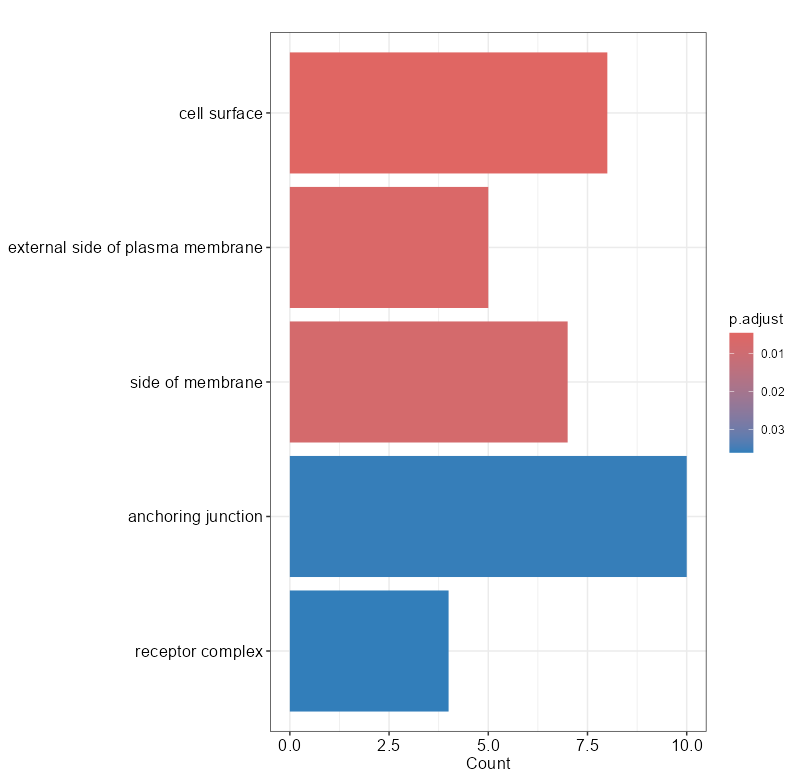 cell surface
external side of plasma membrane
side of membrane
anchoring junction
receptor complex
0.0 2.5 5.0 7.5 10.0
Count
p.adjust
0.01
0.02
0.03